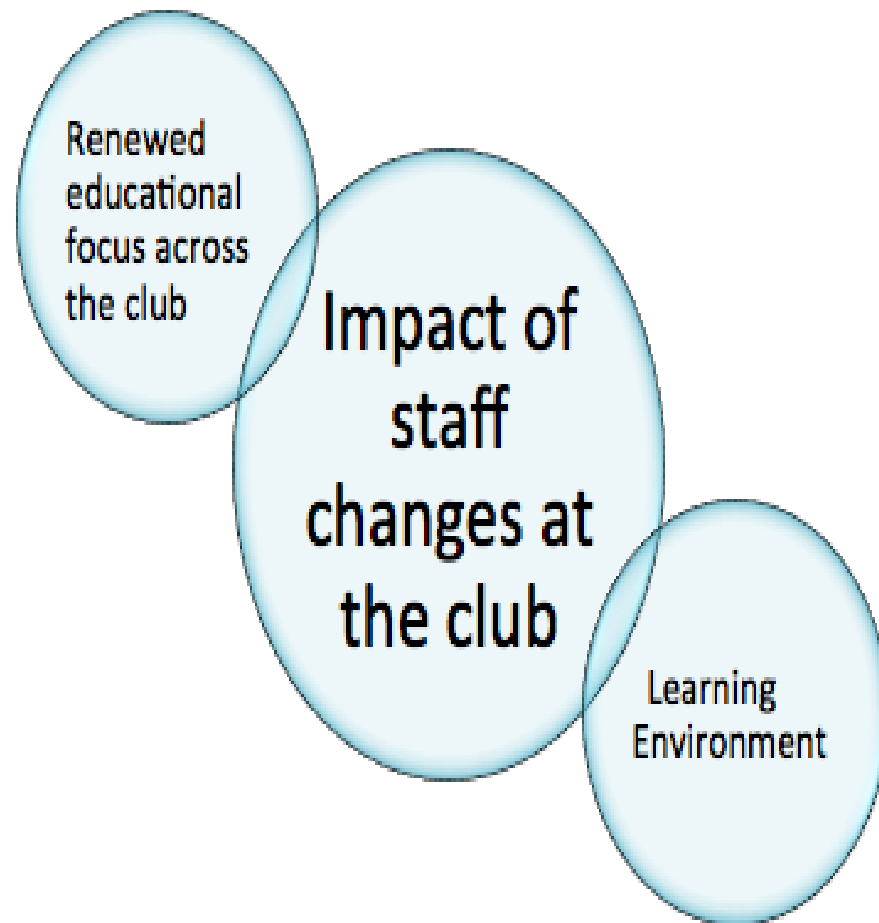 Renewed
educational
focus across
the club
Impact of
staff
changes at
the club
Learning
Environment